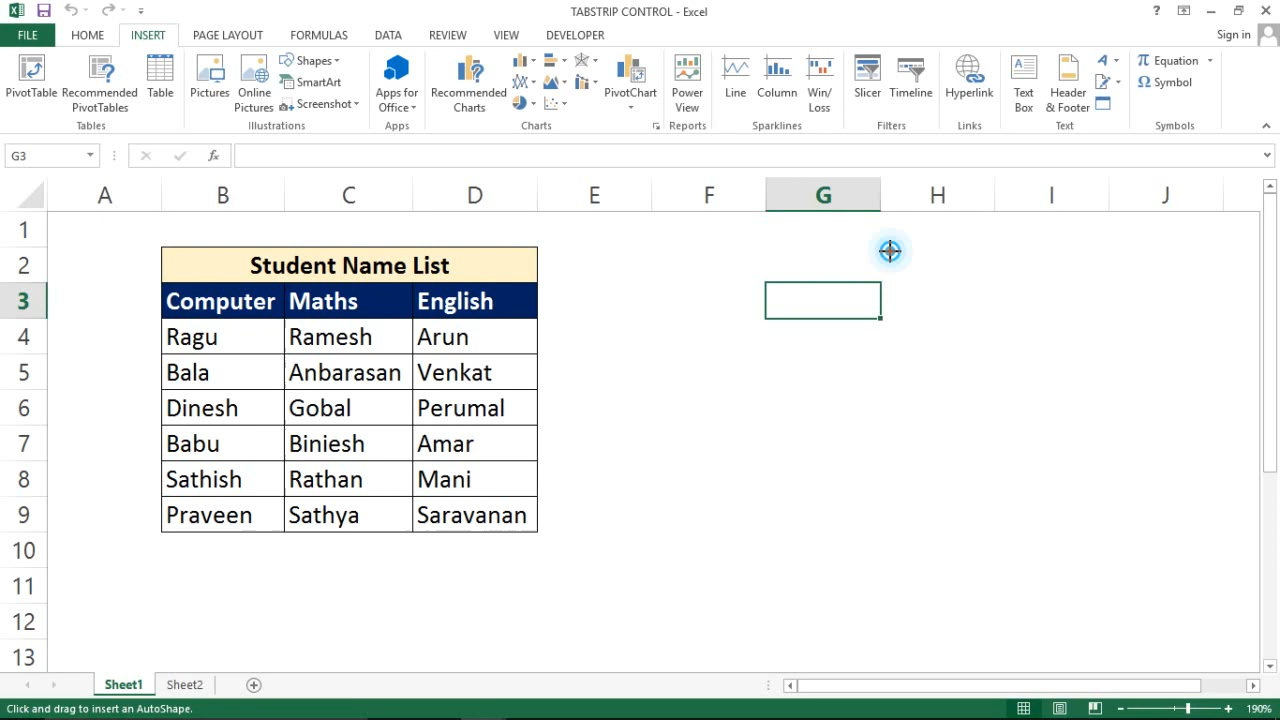 TABSTRIP CONTROL - Excel
? Sign in
FILE HOME INSERT PAGE LAYOUT FORMULAS DATA REVIEW VIEW DEVELOPER
PivotTable Recommended PivotTables Table
Tables
Pictures Online Pictures Shapes SmartArt Screenshot
Illustrations
Apps for Office
Apps
Recommended Charts PivotChart
Charts
Power View
Reports
Line Column Win/Loss
Sparklines
Slicer Timeline
Filters
Hyperlink
Links
Text Box Header & Footer
Text
π Equation
Ω Symbol
Symbols
G3 fx
A B C D E F G H I J
1
2 Student Name List
3 Computer Maths English
4 Ragu Ramesh Arun
5 Bala Anbarasan Venkat
6 Dinesh Gobal Perumal
7 Babu Biniesh Amar
8 Sathish Rathan Mani
9 Praveen Sathya Saravanan
10
11
12
13
Sheet1 Sheet2
Click and drag to insert an AutoShape. 190%